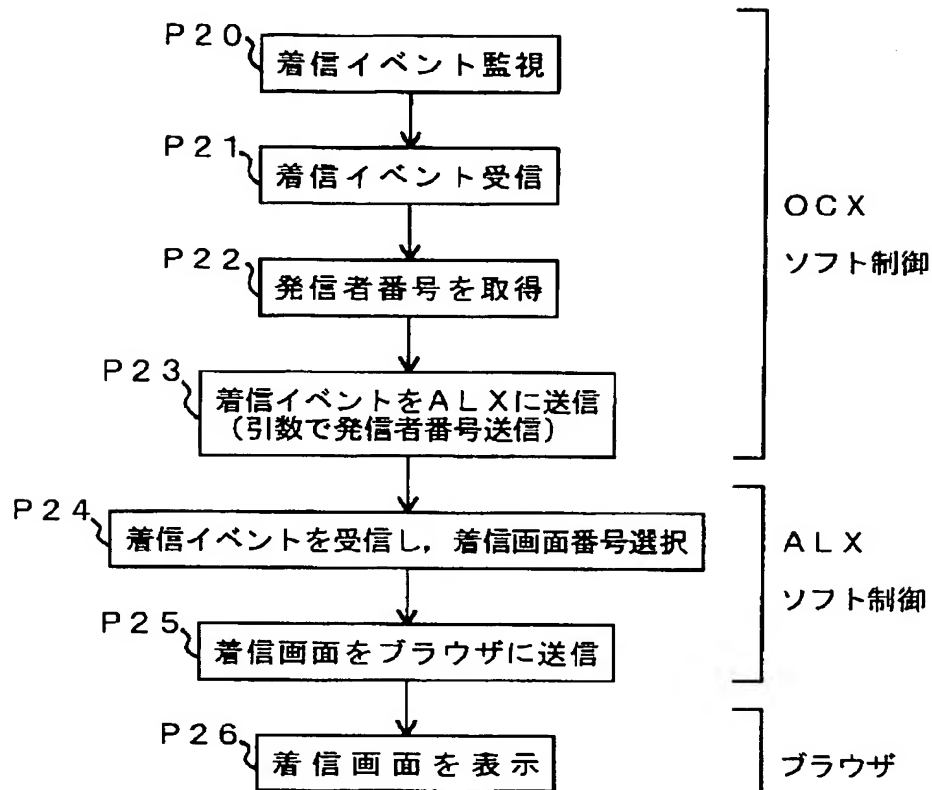 P20
着信イベント監視
P21
着信イベント受信
P22
発信者番号を取得
P23
着信イベントをALXに送信
(引数で発信者番号送信)
OCX
ソフト制御
P24
着信イベントを受信し,着信画面番号選択
P25
着信画面をブラウザに送信
ALX
ソフト制御
P26
着信画面を表示
ブラウザ